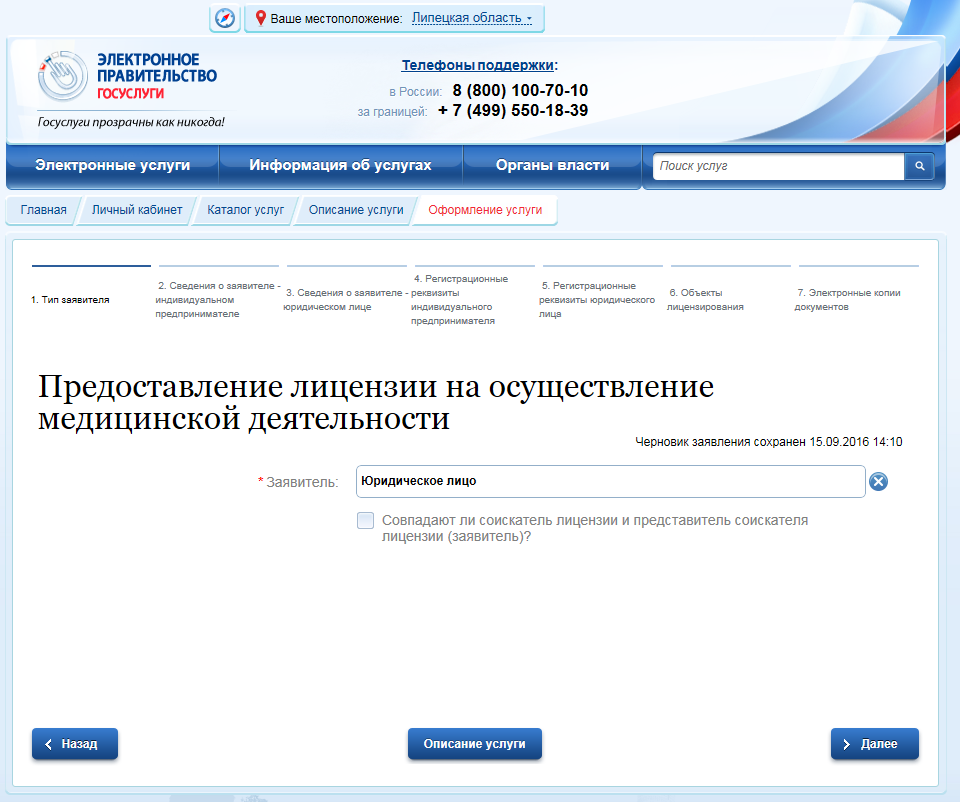 Ваше местоположение: Липецкая область
ЭЛЕКТРОННОЕ
ПРАВИТЕЛЬСТВО
ГОСУСЛУГИ
Госуслуги прозрачны как никогда!
Телефоны поддержки:
в России: 8 (800) 100-70-10
за границей: + 7 (499) 550-18-39
Электронные услуги
Информация об услугах
Органы власти
Поиск услуг
Главная
Личный кабинет
Каталог услуг
Описание услуги
Оформление услуги
1. Тип заявителя
2. Сведения о заявителе -
индивидуальном
предпринимателе
3. Сведения о заявителе -
юридическом лице
4. Регистрационные
реквизиты
индивидуального
предпринимателя
5. Регистрационные
реквизиты юридического
лица
6. Объекты
лицензирования
7. Электронные копии
документов
Предоставление лицензии на осуществление
медицинской деятельности
Черновик заявления сохранен 15.09.2016 14:10
* Заявитель: Юридическое лицо
Совпадают ли соискатель лицензии и представитель соискателя
лицензии (заявитель)?
Назад
Описание услуги
Далее